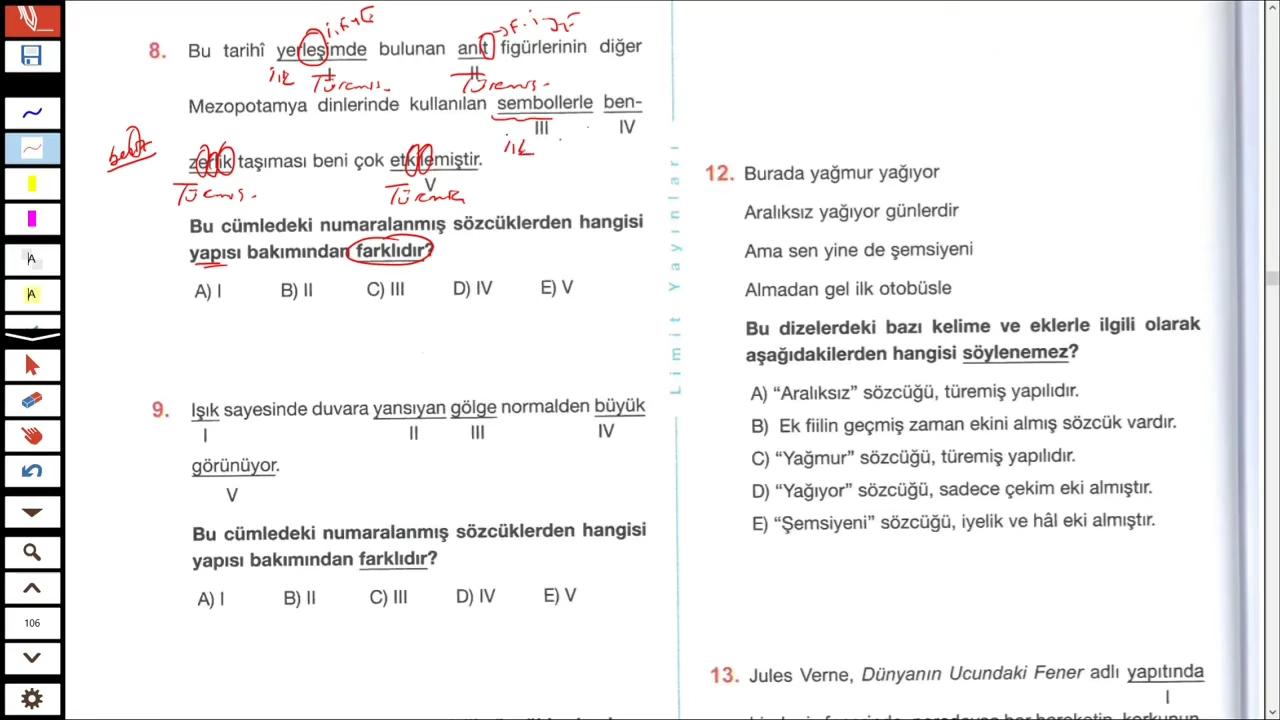 8. Bu tarihî yerleşimde bulunan anıt figürlerinin diğer
I II
Mezopotamya dinlerinde kullanılan sembollerle ben-
III IV
zerlik taşıması beni çok etkilemiştir.
V
Bu cümledeki numaralanmış sözcüklerden hangisi
yapısı bakımından farklıdır?
A) I B) II C) III D) IV E) V
9. Işık sayesinde duvara yansıyan gölge normalden büyük
I II III IV
görünüyor.
V
Bu cümledeki numaralanmış sözcüklerden hangisi
yapısı bakımından farklıdır?
A) I B) II C) III D) IV E) V
106
Limit Yayınları
12. Burada yağmur yağıyor
Aralıksız yağıyor günlerdir
Ama sen yine de şemsiyeni
Almadan gel ilk otobüsle
Bu dizelerdeki bazı kelime ve eklerle ilgili olarak
aşağıdakilerden hangisi söylenemez?
A) “Aralıksız” sözcüğü, türemiş yapılıdır.
B) Ek fiilin geçmiş zaman ekini almış sözcük vardır.
C) “Yağmur” sözcüğü, türemiş yapılıdır.
D) “Yağıyor” sözcüğü, sadece çekim eki almıştır.
E) “Şemsiyeni” sözcüğü, iyelik ve hâl eki almıştır.
13. Jules Verne, Dünyanın Ucundaki Fener adlı yapıtında
I